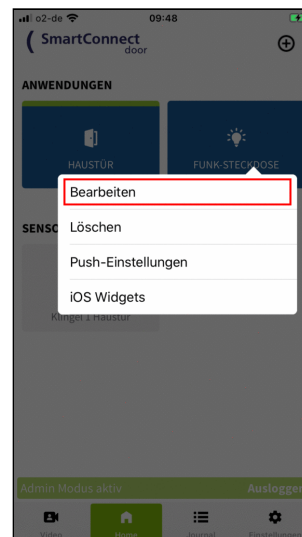 o2-de 09:48
SmartConnect
door
ANWENDUNGEN
HAUSTÜR FUNK-STECKDOSE
Bearbeiten
SENSO
Löschen
Push-Einstellungen
iOS Widgets
Klingel 1 Haustür
Admin Modus aktiv Ausloggen
Video Home Journal Einstellungen